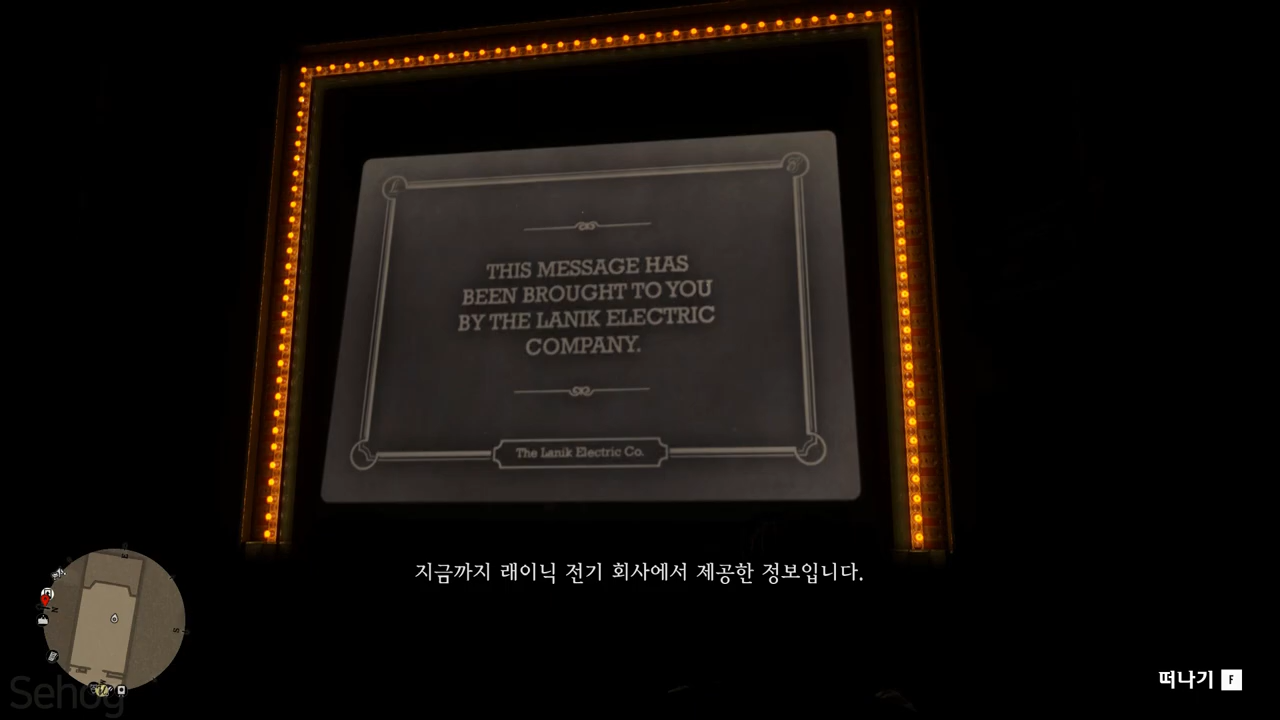 THIS MESSAGE HAS
BEEN BROUGHT TO YOU
BY THE LANIK ELECTRIC
COMPANY.
The Lanik Electric Co.
지금까지 래이닉 전기 회사에서 제공한 정보입니다.
떠나기 F
Sehog